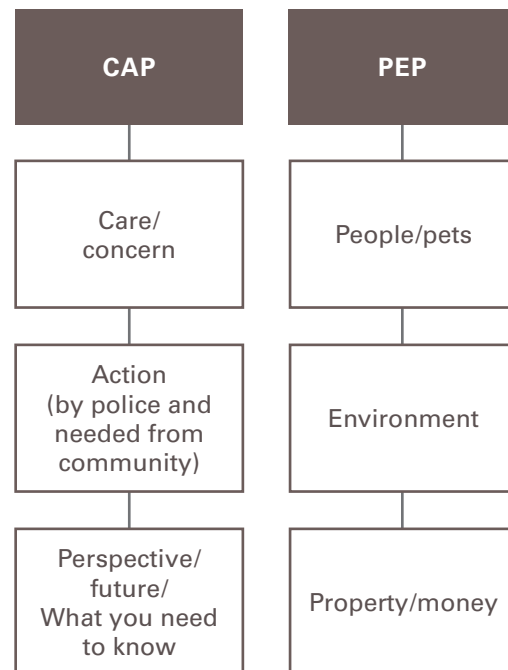 CAP
Care/
concern
Action
(by police and
needed from
community)
Perspective/
future/
What you need
to know
PEP
People/pets
Environment
Property/money